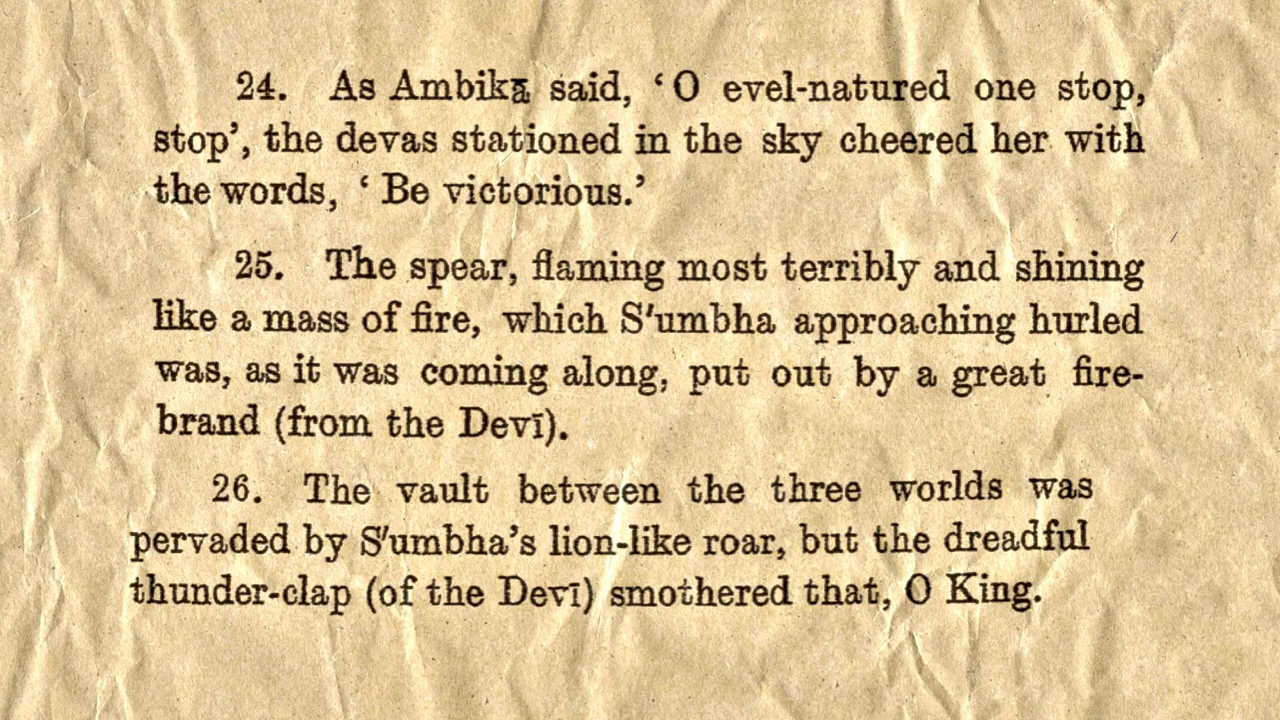 24. As Ambikā said, ‘O evel-natured one stop,
stop’, the devas stationed in the sky cheered her with
the words, ‘Be victorious.’
25. The spear, flaming most terribly and shining
like a mass of fire, which S′umbha approaching hurled
was, as it was coming along, put out by a great fire-
brand (from the Devī).
26. The vault between the three worlds was
pervaded by S′umbha’s lion-like roar, but the dreadful
thunder-clap (of the Devī) smothered that, O King.